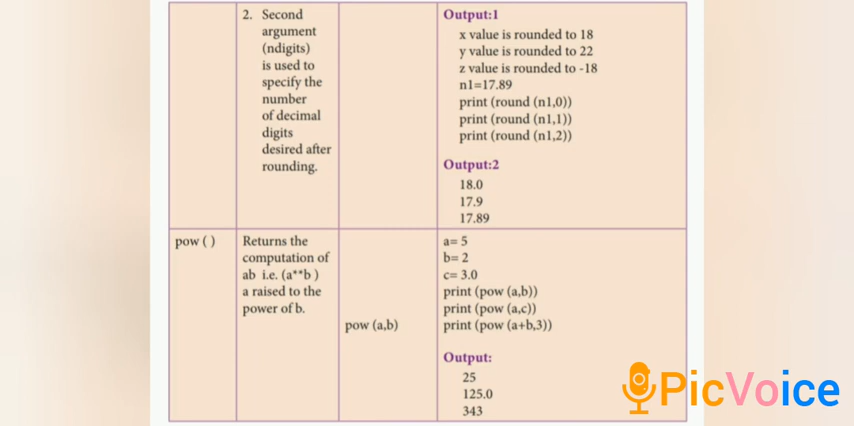 2. Second
argument
(ndigits)
is used to
specify the
number
of decimal
digits
desired after
rounding.
Output:1
x value is rounded to 18
y value is rounded to 22
z value is rounded to -18
n1=17.89
print (round (n1,0))
print (round (n1,1))
print (round (n1,2))
Output:2
18.0
17.9
17.89
pow ( )
Returns the
computation of
ab i.e. (a**b )
a raised to the
power of b.
pow (a,b)
a= 5
b= 2
c= 3.0
print (pow (a,b))
print (pow (a,c))
print (pow (a+b,3))
Output:
25
125.0
343
PicVoice